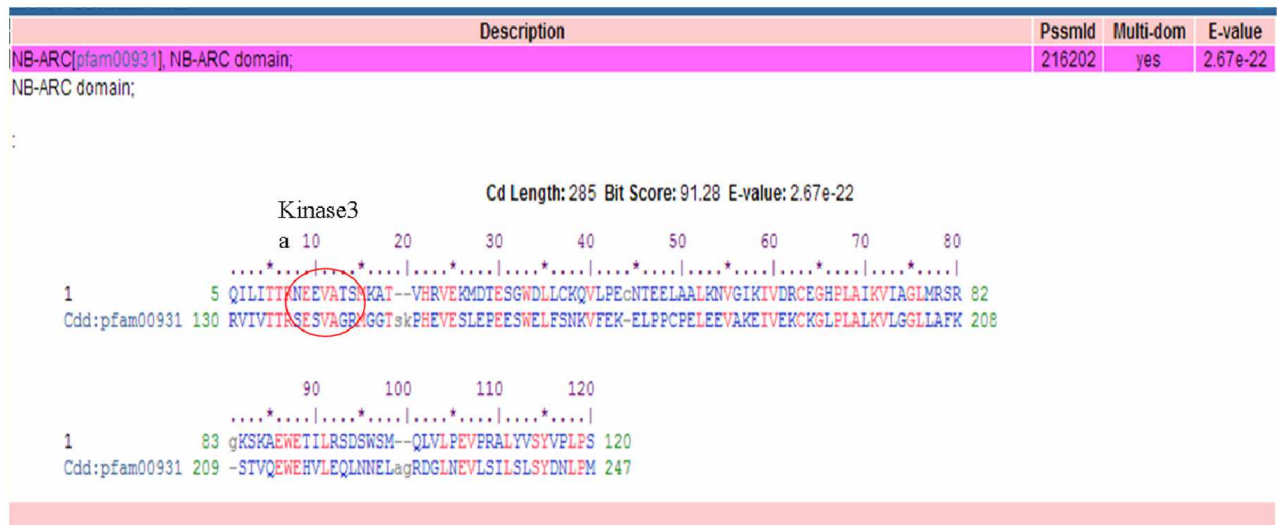 Description Pssmld Multi-dom E-value
NB-ARC[pfam00931], NB-ARC domain; 216202 yes 2.67e-22
NB-ARC domain;
:
Cd Length: 285 Bit Score: 91.28 E-value: 2.67e-22
Kinase3
a 10 20 30 40 50 60 70 80
....*....|....*....|....*....|....*....|....*....|....*....|....*....|....*....|
1 5 QILITTRNEEVATSMKAT--VHRVEKMDTESGWDLLCKQVLPEcNTEELAALKNVGIKIVDRCEGHPLAIKVIAGLMRSR 82
Cdd:pfam00931 130 RVIVTTRSESVAGRMGGTskPHEVESLEPEESWELFSNKVFEK-ELPPCPELEEVAKEIVEKCKGLPLALKVLGGLLAFK 208
90 100 110 120
....*....|....*....|....*....|....*....|
1 83 gKSKAEWETILRSDSWSM--QLVLPEVPRALYVSYVPLPS 120
Cdd:pfam00931 209 -STVQEWEHVLEQLNNELagRDGLNEVLSILSLSYDNLPM 247